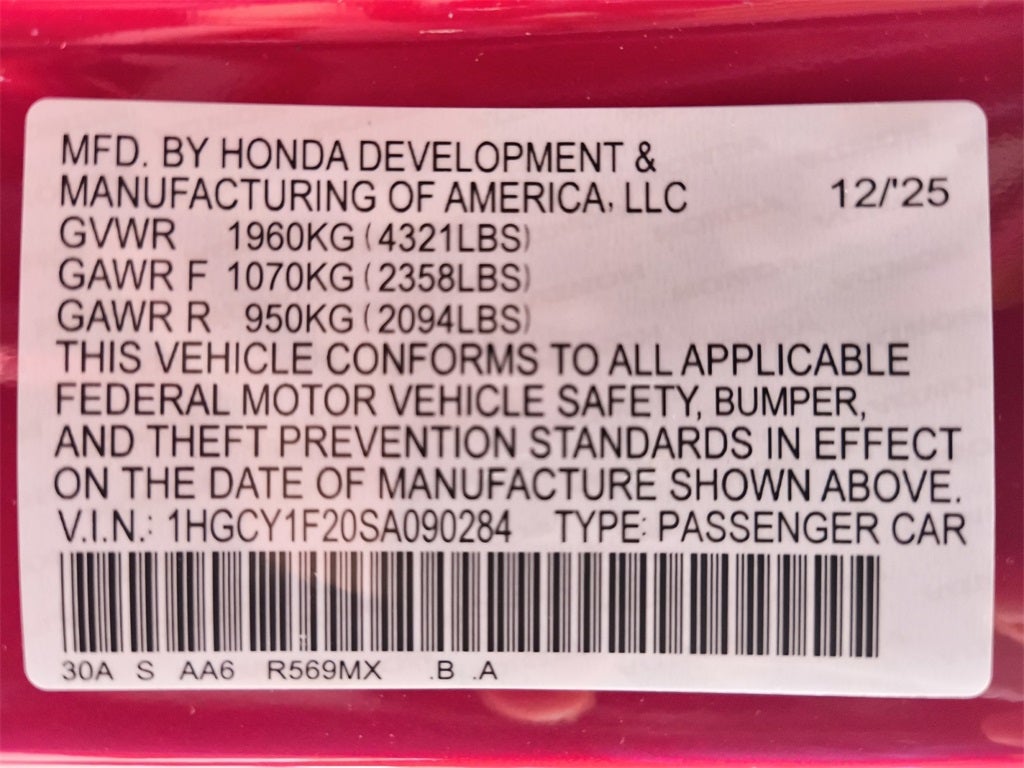 MFD. BY HONDA DEVELOPMENT &
MANUFACTURING OF AMERICA, LLC 12/'25
GVWR 1960KG (4321LBS)
GAWR F 1070KG (2358LBS)
GAWR R 950KG (2094LBS)
THIS VEHICLE CONFORMS TO ALL APPLICABLE
FEDERAL MOTOR VEHICLE SAFETY, BUMPER,
AND THEFT PREVENTION STANDARDS IN EFFECT
ON THE DATE OF MANUFACTURE SHOWN ABOVE.
V.I.N.: 1HGCY1F20SA090284 TYPE: PASSENGER CAR
30A S AA6 R569MX .B .A